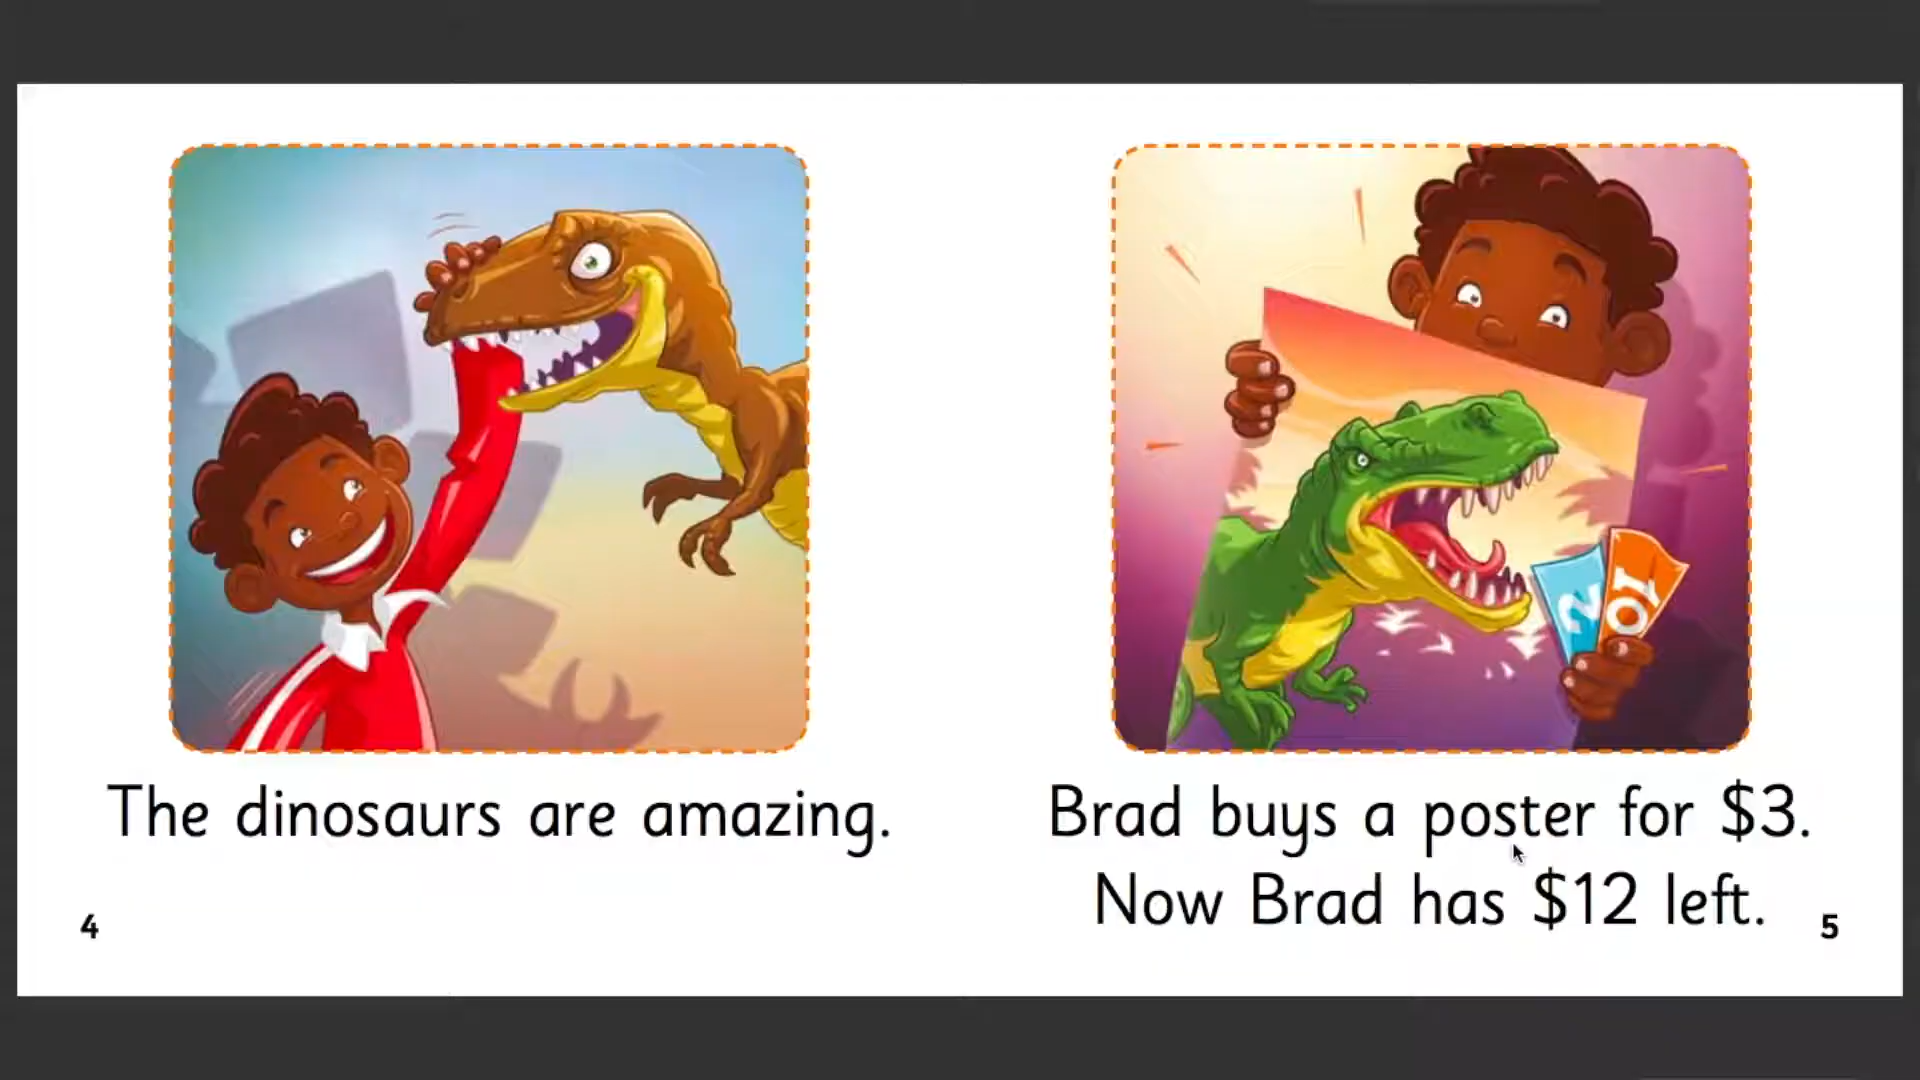 The dinosaurs are amazing.
4
2
10
Brad buys a poster for $3.
Now Brad has $12 left.
5